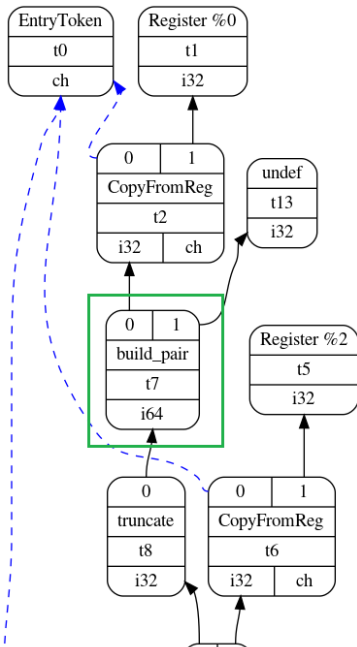 EntryToken
t0
ch
Register %0
t1
i32
0 1
CopyFromReg
t2
i32 ch
undef
t13
i32
0 1
build_pair
t7
i64
Register %2
t5
i32
0
truncate
t8
i32
0 1
CopyFromReg
t6
i32 ch